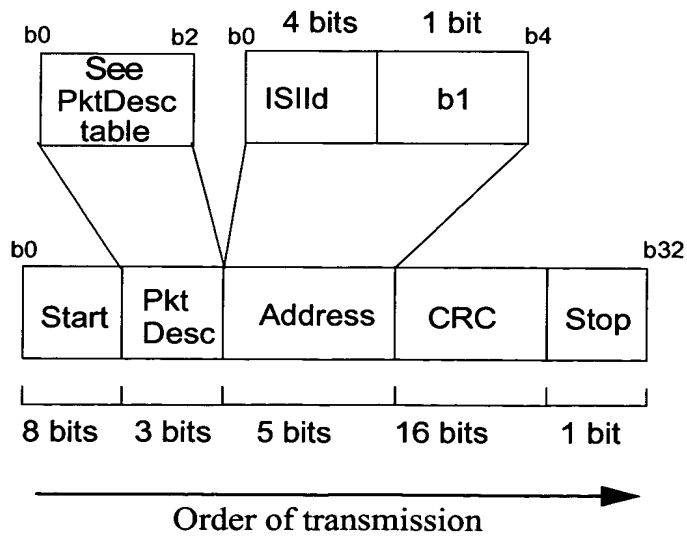 4 bits 1 bit
b0 b2 b0 b4
See
PktDesc
table
ISIId b1
b0 b32
Start Pkt
Desc Address CRC Stop
8 bits 3 bits 5 bits 16 bits 1 bit
Order of transmission